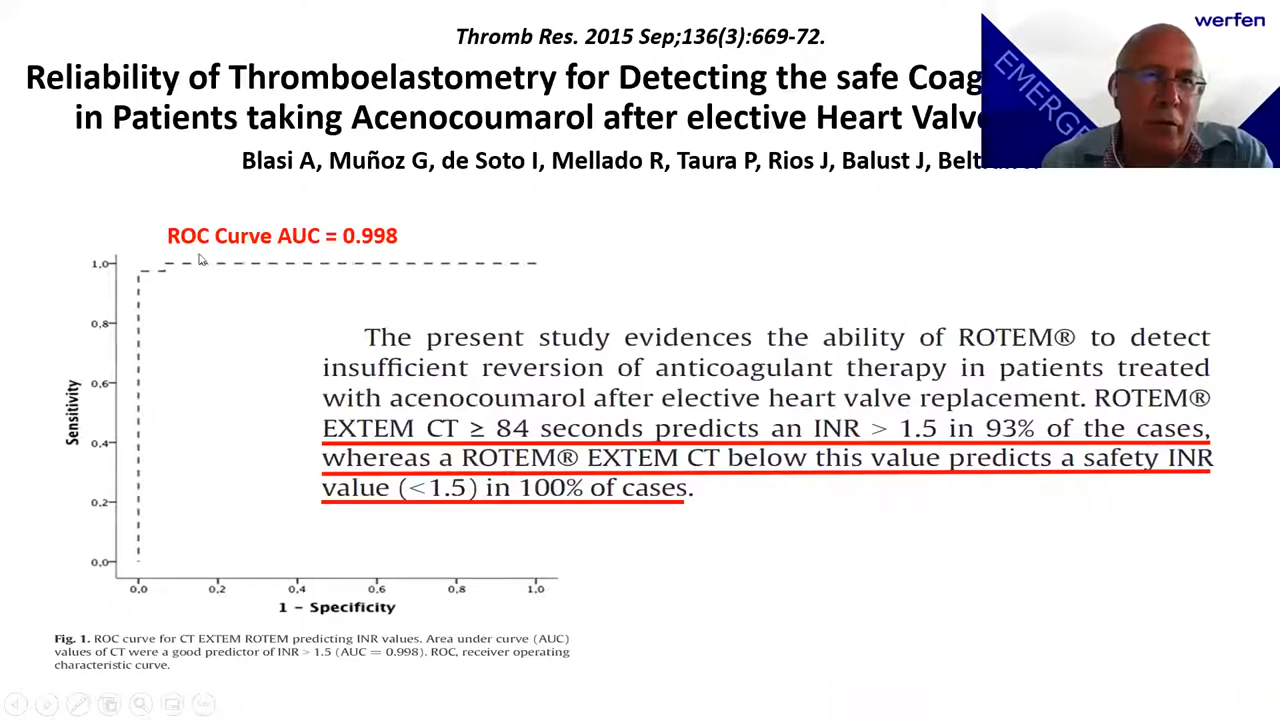 Thromb Res. 2015 Sep;136(3):669-72.
werfen
Reliability of Thromboelastometry for Detecting the safe
in Patients taking Acenocoumarol after elective Heart
Blasi A, Muñoz G, de Soto I, Mellado R, Taura P, Rios J, Balust J,
ROC Curve AUC = 0.998
1,0
0,8
0,6
0,4
0,2
0,0
Sensitivity
0,0 0,2 0,4 0,6 0,8 1,0
1 - Specificity
The present study evidences the ability of ROTEM® to detect
insufficient reversion of anticoagulant therapy in patients treated
with acenocoumarol after elective heart valve replacement. ROTEM®
EXTEM CT ≥ 84 seconds predicts an INR > 1.5 in 93% of the cases,
whereas a ROTEM® EXTEM CT below this value predicts a safety INR
value (<1.5) in 100% of cases.
Fig. 1. ROC curve for CT EXTEM ROTEM predicting INR values. Area under curve (AUC)
values of CT were a good predictor of INR > 1.5 (AUC = 0.998). ROC, receiver operating
characteristic curve.